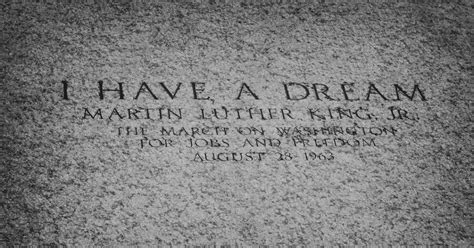 I HAVE A DREAM
MARTIN LUTHER KING, JR.
THE MARCH ON WASHINGTON
FOR JOBS AND FREEDOM
AUGUST 28, 1963